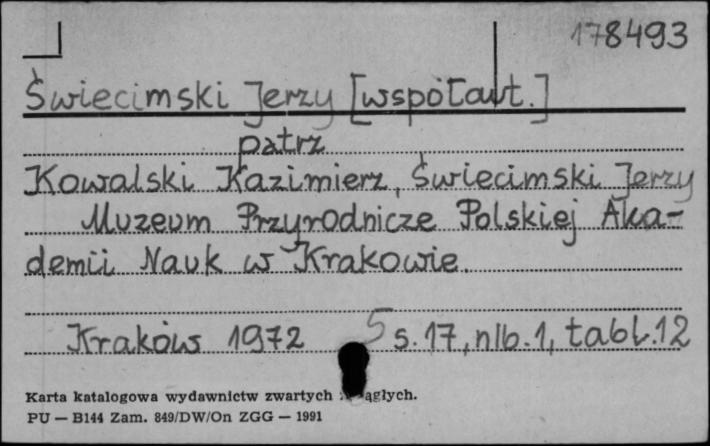 178493
Świecimski Jerzy [współaut.]
patrz
Kowalski Kazimierz, Świecimski Jerzy
Muzeum Przyrodnicze Polskiej Aka-
demii Nauk w Krakowie.
Kraków 1972 S s. 17, nlb. 1, tabl. 12
Karta katalogowa wydawnictw zwartych ągłych.
PU — B144 Zam. 849/DW/On ZGG — 1991